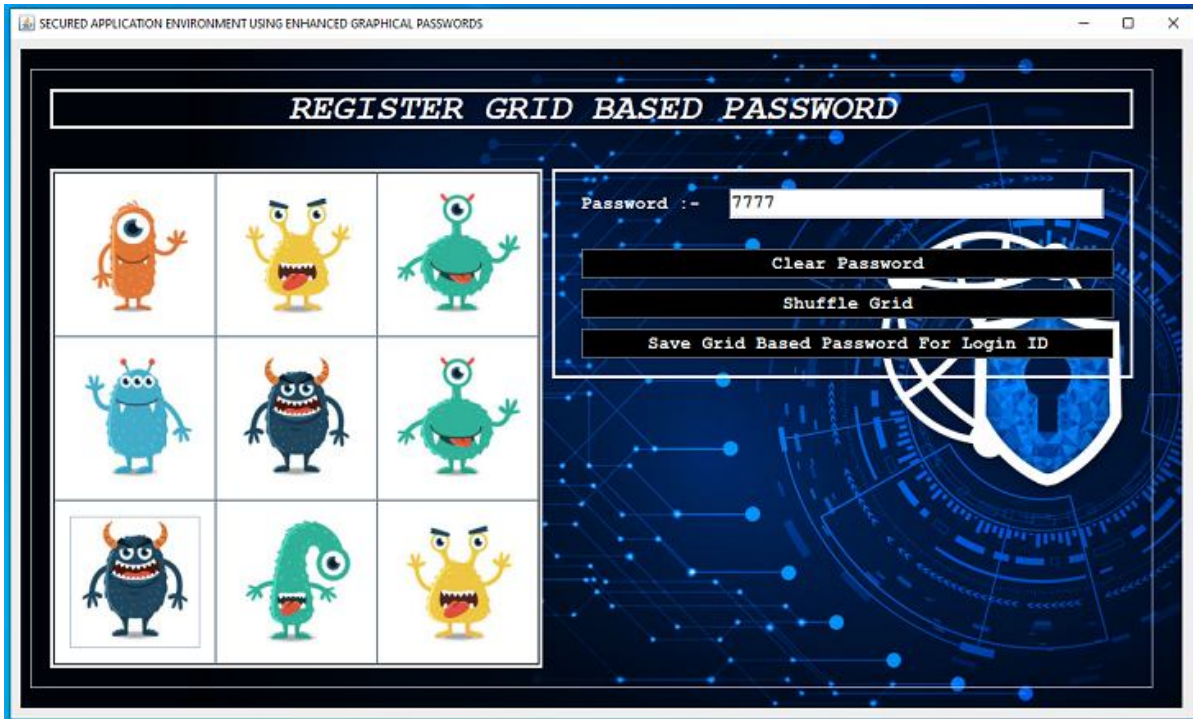 SECURED APPLICATION ENVIRONMENT USING ENHANCED GRAPHICAL PASSWORDS
REGISTER GRID BASED PASSWORD
Password :- 7777
Clear Password
Shuffle Grid
Save Grid Based Password For Login ID